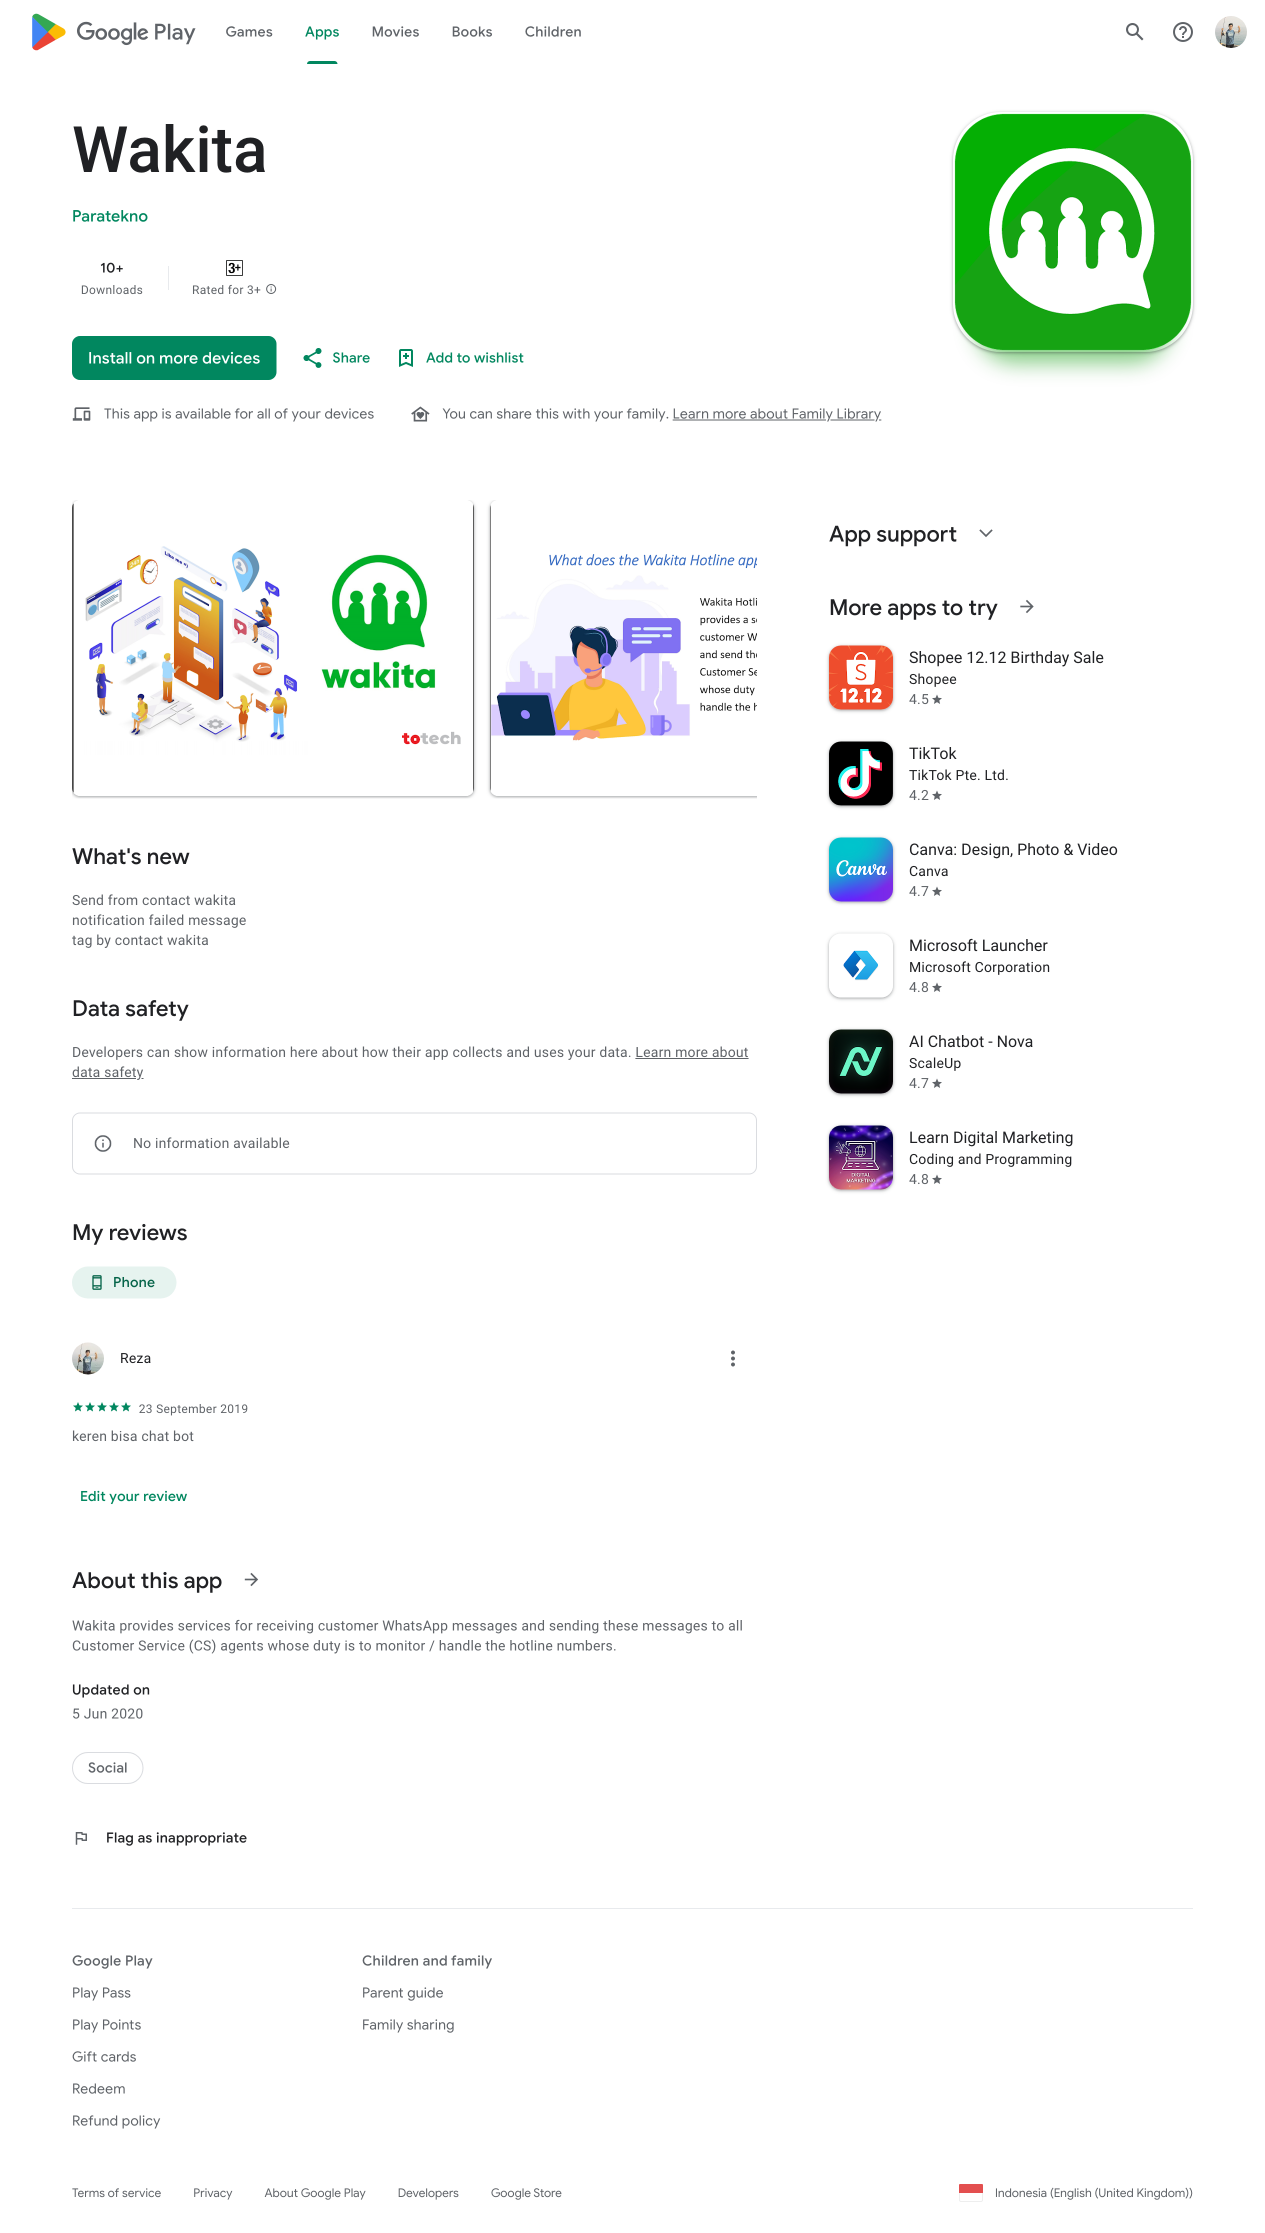 Google Play
Games
Apps
Movies
Books
Children
Wakita
Paratekno
10+
Downloads
3+
Rated for 3+
Install on more devices
Share
Add to wishlist
This app is available for all of your devices
You can share this with your family. Learn more about Family Library
Like me =)
wakita
totech
What does the Wakita Hotline app
Wakita Hotli
provides a se
customer W
and send the
Customer Se
whose duty
handle the h
App support
More apps to try
12.12
Shopee 12.12 Birthday Sale
Shopee
4.5
TikTok
TikTok Pte. Ltd.
4.2
Canva
Canva: Design, Photo & Video
Canva
4.7
Microsoft Launcher
Microsoft Corporation
4.8
AI Chatbot - Nova
ScaleUp
4.7
DIGITAL
MARKETING
Learn Digital Marketing
Coding and Programming
4.8
What's new
Send from contact wakita
notification failed message
tag by contact wakita
Data safety
Developers can show information here about how their app collects and uses your data. Learn more about
data safety
No information available
My reviews
Phone
Reza
23 September 2019
keren bisa chat bot
Edit your review
About this app
Wakita provides services for receiving customer WhatsApp messages and sending these messages to all
Customer Service (CS) agents whose duty is to monitor / handle the hotline numbers.
Updated on
5 Jun 2020
Social
Flag as inappropriate
Google Play
Play Pass
Play Points
Gift cards
Redeem
Refund policy
Children and family
Parent guide
Family sharing
Terms of service
Privacy
About Google Play
Developers
Google Store
Indonesia (English (United Kingdom))